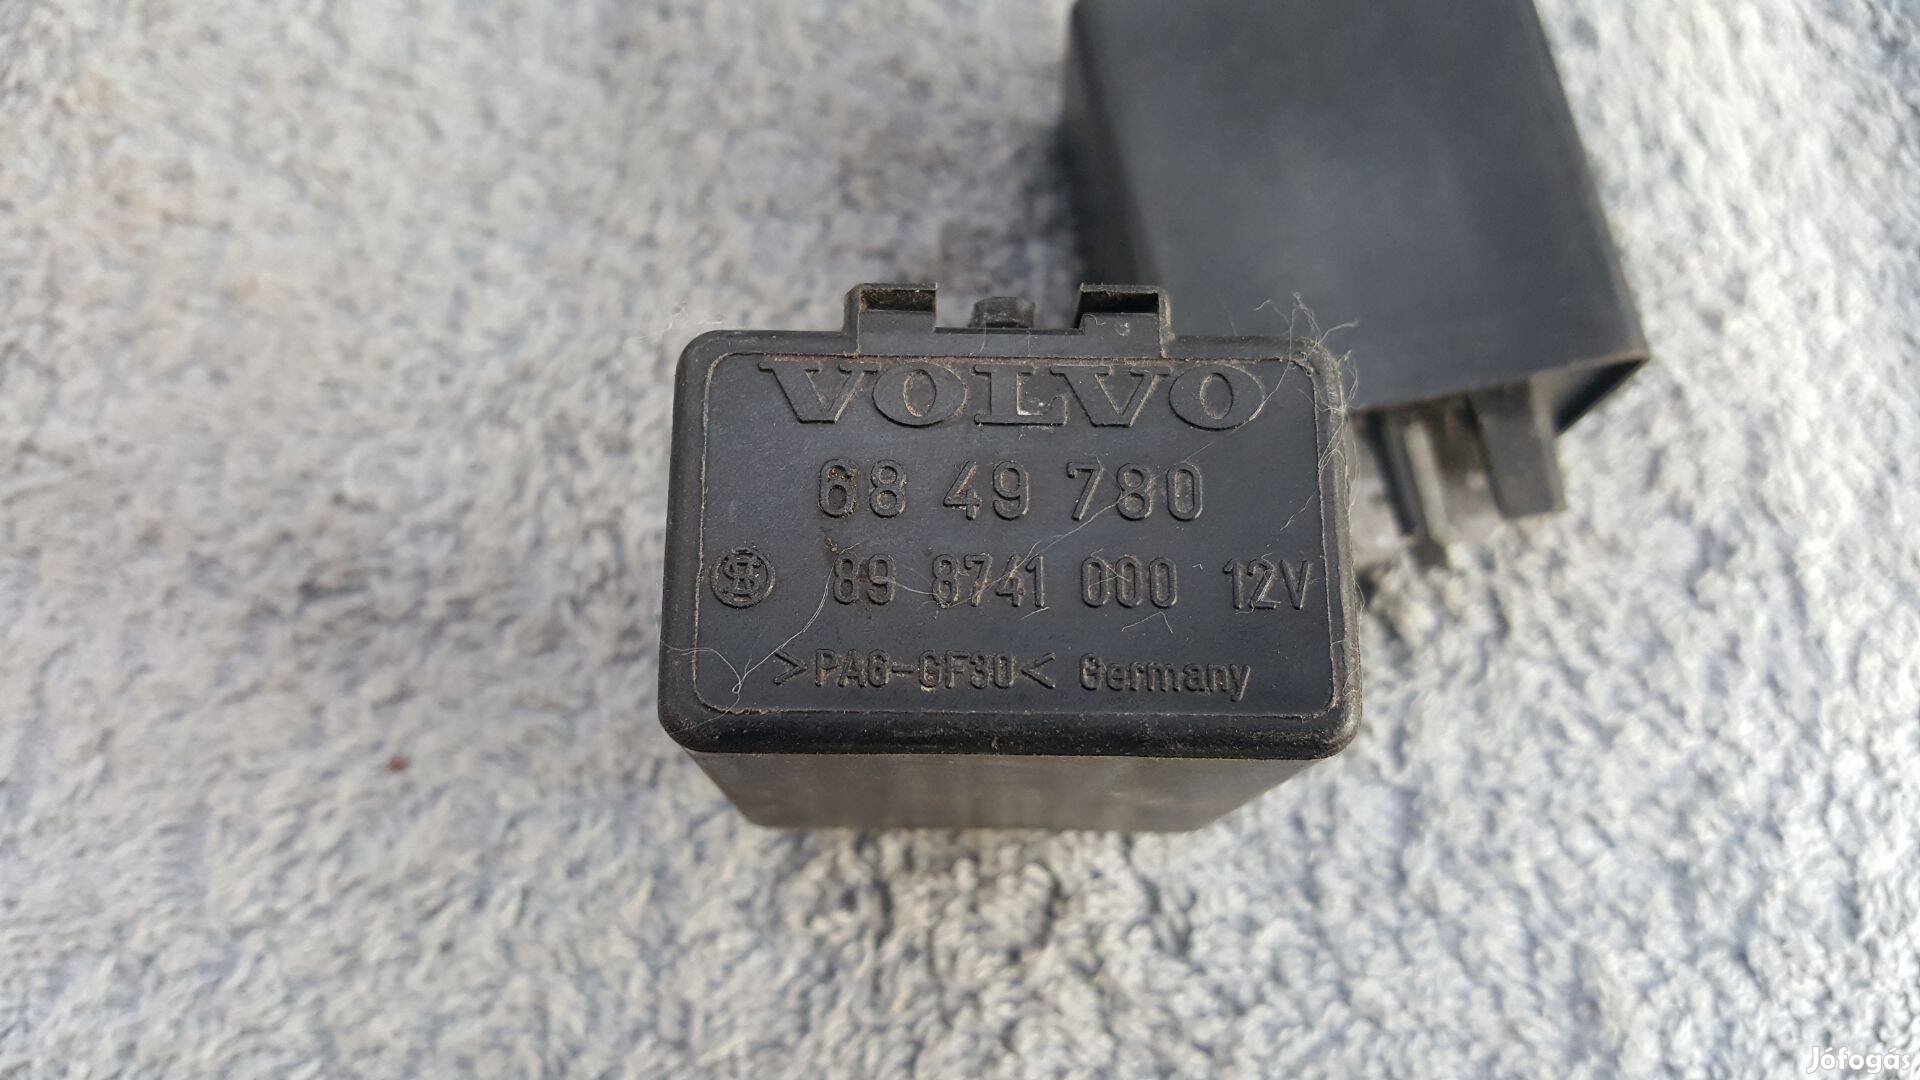 VOLVO
68 49 780
89 8741 000 12V
>PA6-GF30< Germany
Jófogás